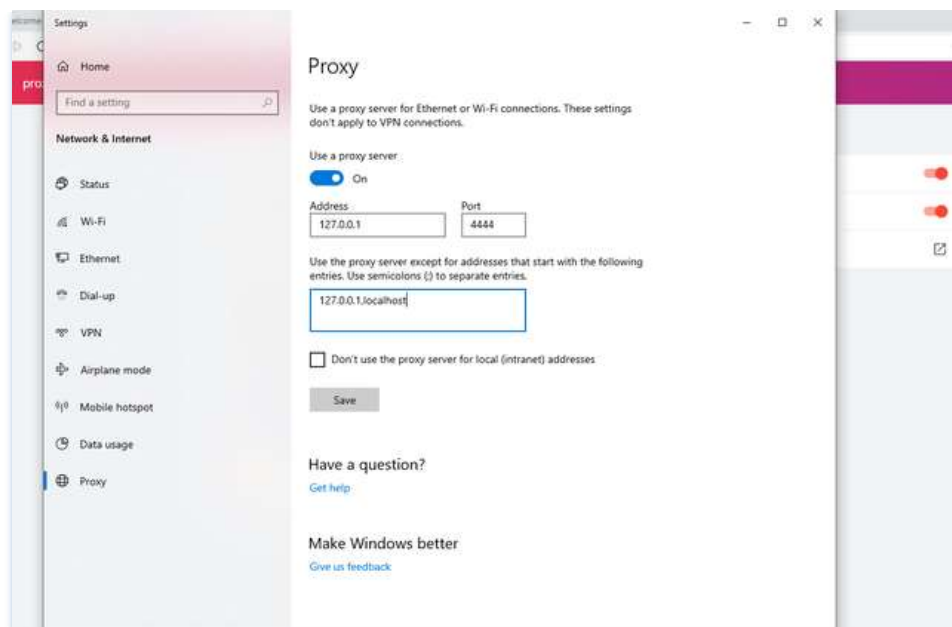 Settings
Home
Find a setting
Network & Internet
Status
Wi-Fi
Ethernet
Dial-up
VPN
Airplane mode
Mobile hotspot
Data usage
Proxy
Proxy
Use a proxy server for Ethernet or Wi-Fi connections. These settings
don't apply to VPN connections.
Use a proxy server
On
Address
Port
127.0.0.1
4444
Use the proxy server except for addresses that start with the following
entries. Use semicolons (;) to separate entries.
127.0.0.1,localhost
Don't use the proxy server for local (intranet) addresses
Save
Have a question?
Get help
Make Windows better
Give us feedback